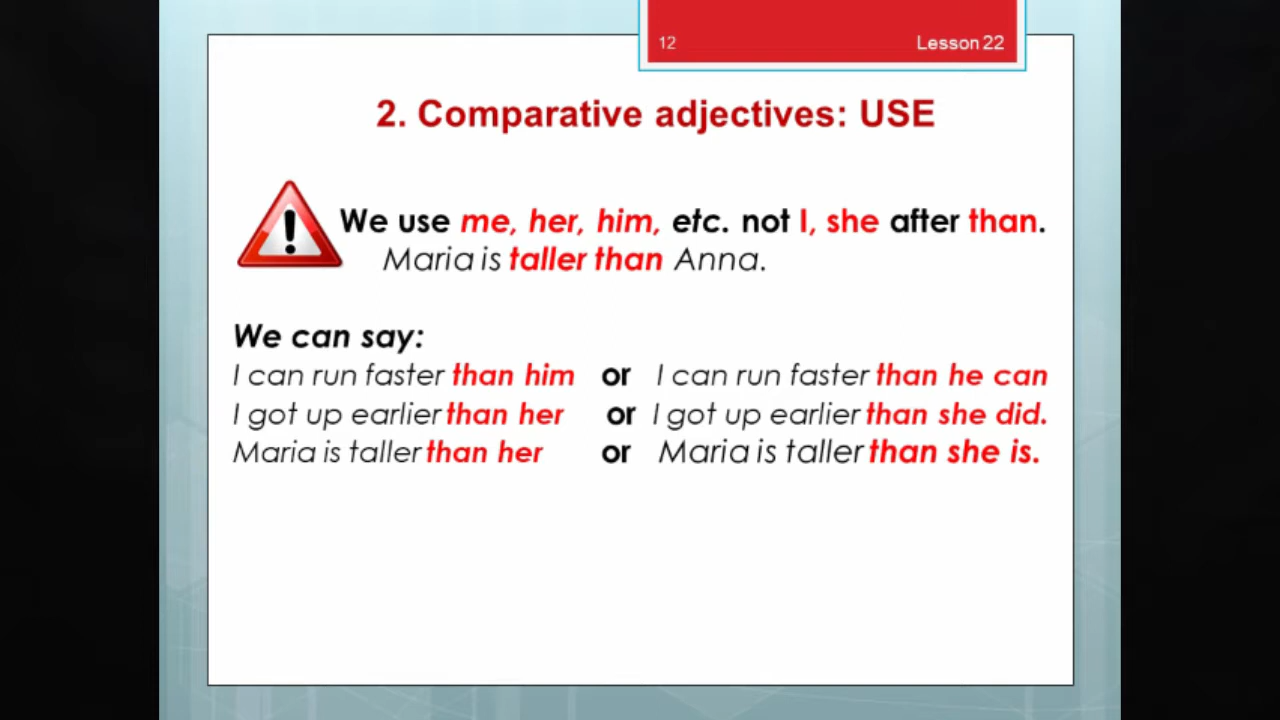 12 Lesson 22
2. Comparative adjectives: USE
We use me, her, him, etc. not I, she after than.
Maria is taller than Anna.
We can say:
I can run faster than him or I can run faster than he can
I got up earlier than her or I got up earlier than she did.
Maria is taller than her or Maria is taller than she is.